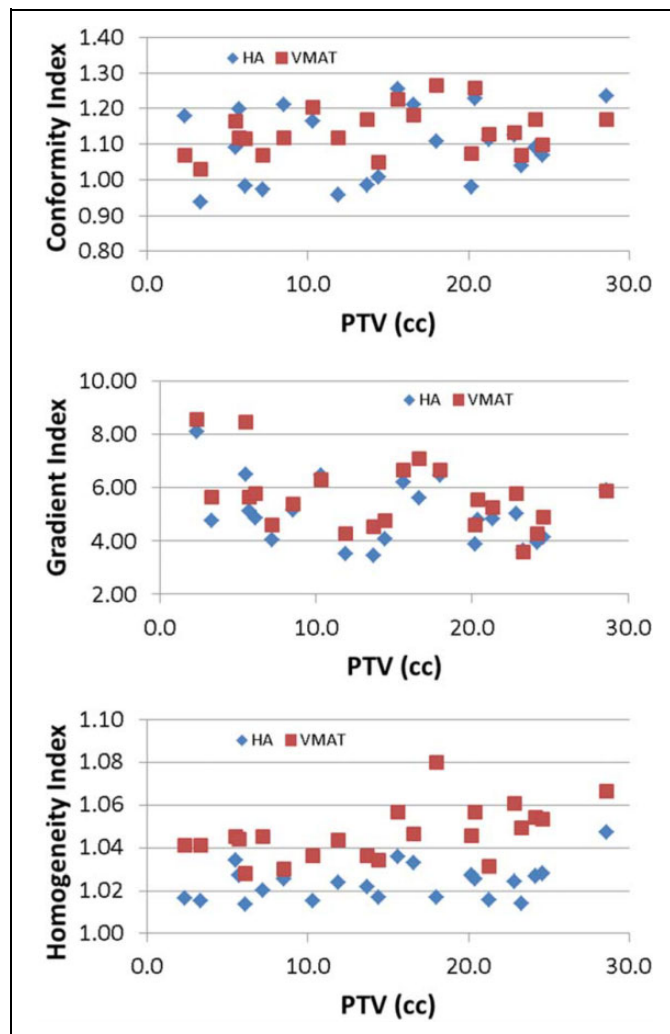 1.40
HA VMAT
1.30
1.20
1.10
1.00
0.90
0.80
Conformity Index
0.0 10.0 20.0 30.0
PTV (cc)
10.00
HA VMAT
8.00
6.00
4.00
2.00
Gradient Index
0.0 10.0 20.0 30.0
PTV (cc)
1.10
HA VMAT
1.08
1.06
1.04
1.02
1.00
Homogeneity Index
0.0 10.0 20.0 30.0
PTV (cc)